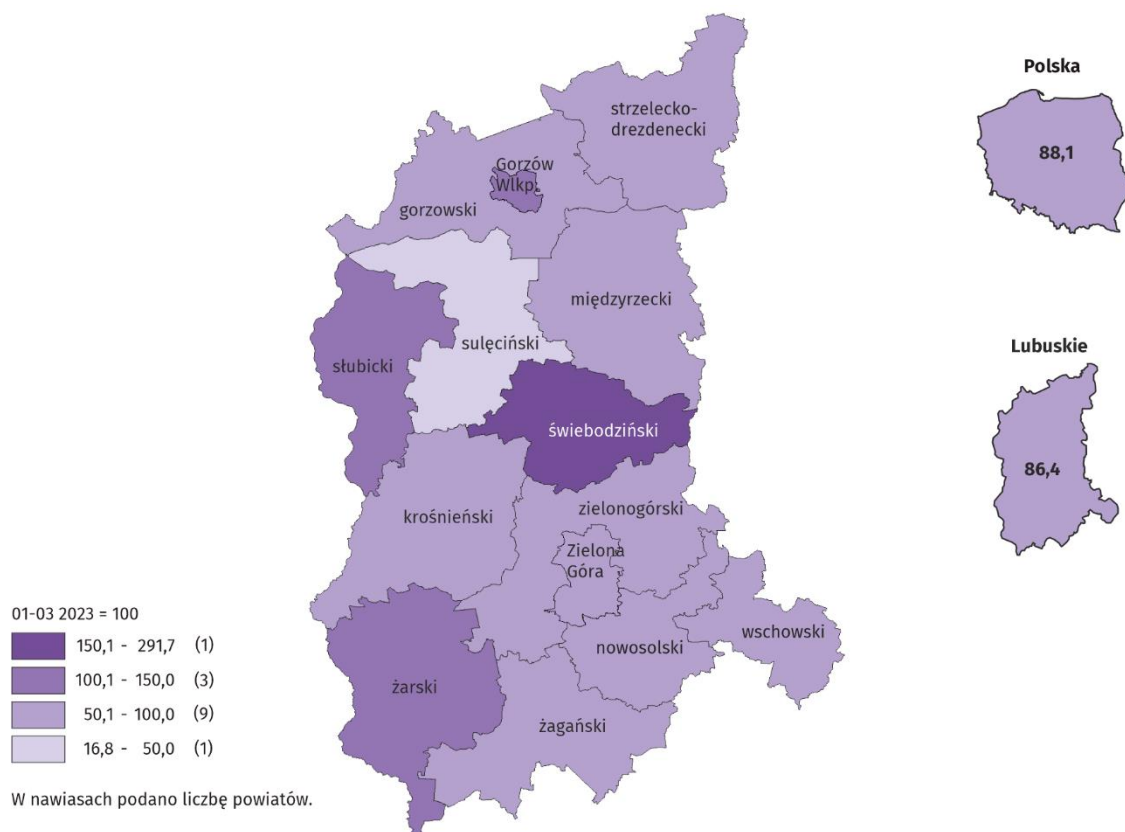 strzelecko-
drezdenecki
Gorzów
Wlkp.
gorzowski
międzyrzecki
sulęciński
słubicki
świebodziński
zielonogórski
krośnieński
Zielona
Góra
wschowski
nowosolski
żarski
żagański
Polska
88,1
Lubuskie
86,4
01-03 2023 = 100
150,1 - 291,7 (1)
100,1 - 150,0 (3)
50,1 - 100,0 (9)
16,8 - 50,0 (1)
W nawiasach podano liczbę powiatów.